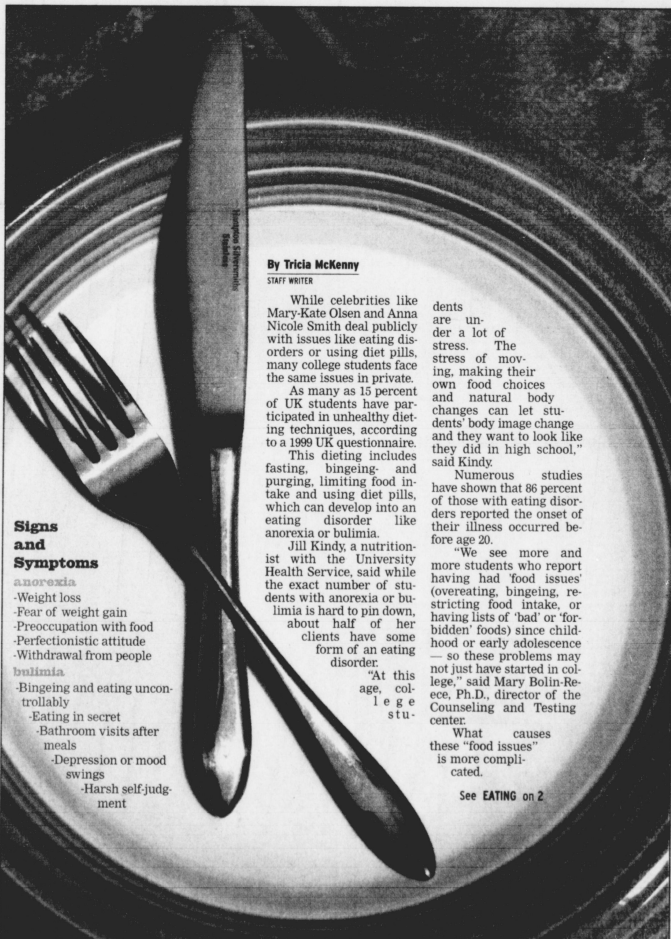 By Tricia McKenny
STAFF WRITER
While celebrities like
Mary-Kate Olsen and Anna
Nicole Smith deal publicly
with issues like eating dis-
orders or using diet pills,
many college students face
the same issues in private.
As many as 15 percent
of UK students have par-
ticipated in unhealthy diet-
ing techniques, according
to a 1999 UK questionnaire.
This dieting includes
fasting, bingeing- and
purging, limiting food in-
take and using diet pills,
which can develop into an
eating disorder like
anorexia or bulimia.
Jill Kindy, a nutrition-
ist with the University
Health Service, said while
the exact number of stu-
dents with anorexia or bu-
limia is hard to pin down,
about half of her
clients have some
form of an eating
disorder.
“At this
age, col-
lege
stu-
dents
are un-
der a lot of
stress. The
stress of mov-
ing, making their
own food choices
and natural body
changes can let stu-
dents' body image change
and they want to look like
they did in high school,”
said Kindy.
Numerous studies
have shown that 86 percent
of those with eating disor-
ders reported the onset of
their illness occurred be-
fore age 20.
“We see more and
more students who report
having had 'food issues'
(overeating, bingeing, re-
stricting food intake, or
having lists of 'bad' or 'for-
bidden' foods) since child-
hood or early adolescence
— so these problems may
not just have started in col-
lege,” said Mary Bolin-Re-
ece, Ph.D., director of the
Counseling and Testing
center.
What causes
these “food issues”
is more compli-
cated.
See EATING on 2
Signs
and
Symptoms
anorexia
-Weight loss
-Fear of weight gain
-Preoccupation with food
-Perfectionistic attitude
-Withdrawal from people
bulimia
-Bingeing and eating uncon-
trollably
-Eating in secret
-Bathroom visits after
meals
-Depression or mood
swings
-Harsh self-judg-
ment
Hampton Silversmiths
Stainless